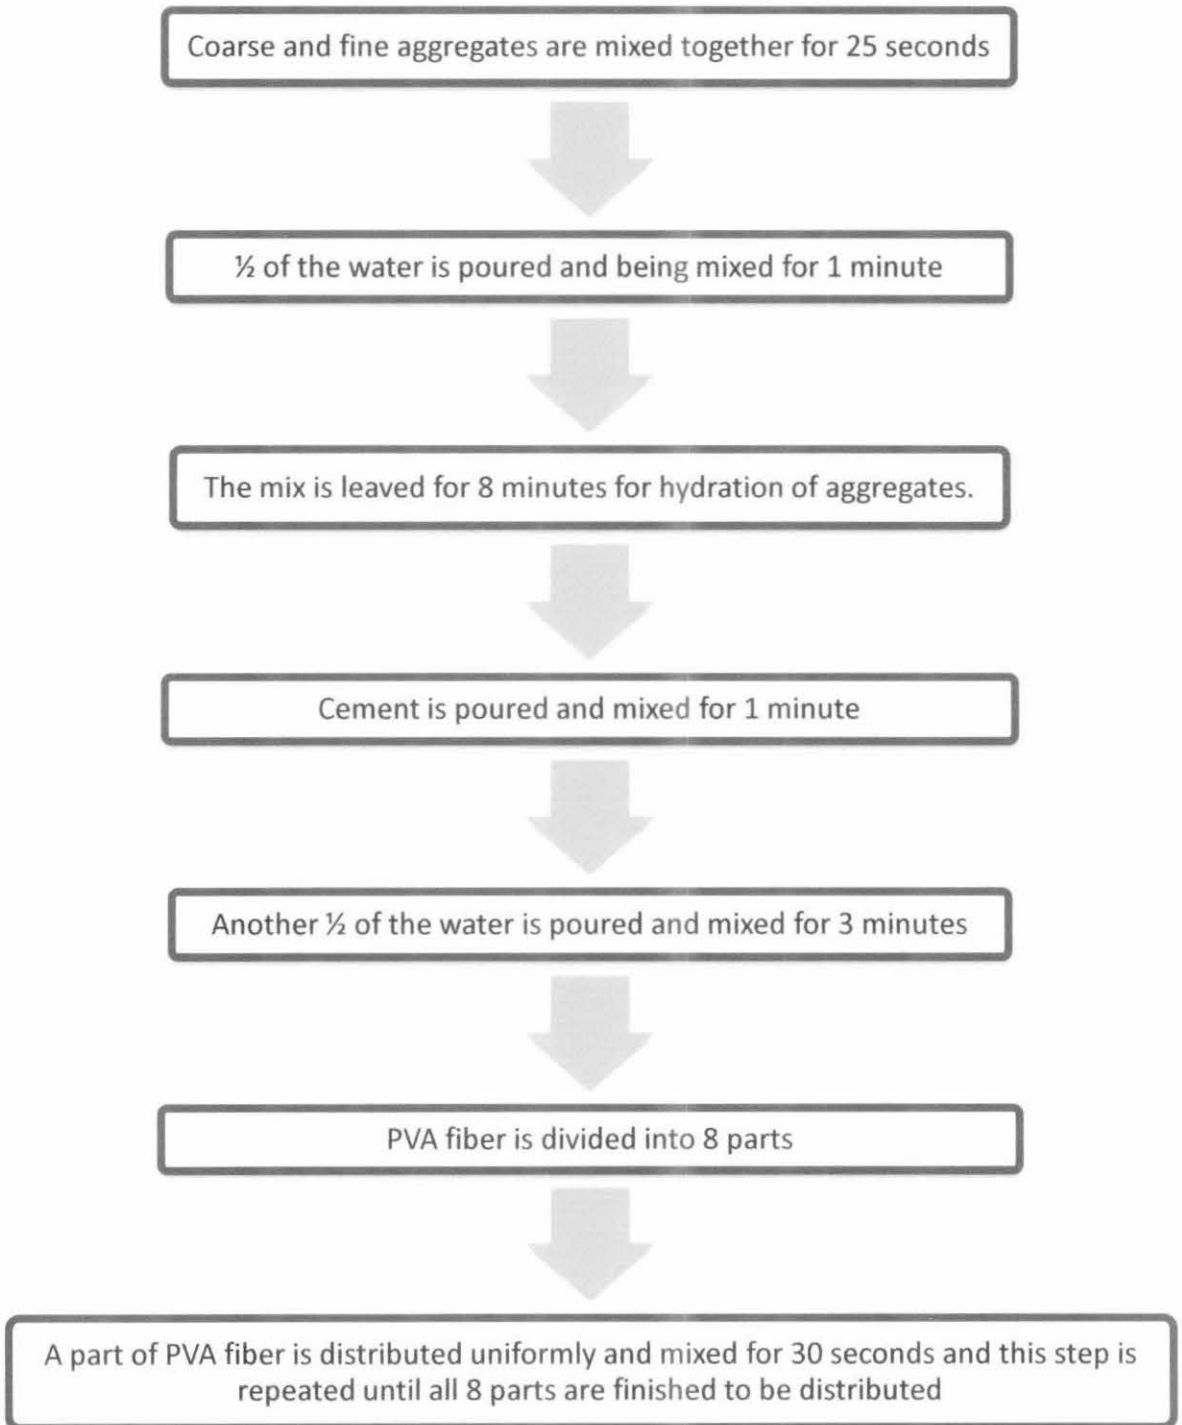 Coarse and fine aggregates are mixed together for 25 seconds
½ of the water is poured and being mixed for 1 minute
The mix is leaved for 8 minutes for hydration of aggregates.
Cement is poured and mixed for 1 minute
Another ½ of the water is poured and mixed for 3 minutes
PVA fiber is divided into 8 parts
A part of PVA fiber is distributed uniformly and mixed for 30 seconds and this step is
repeated until all 8 parts are finished to be distributed